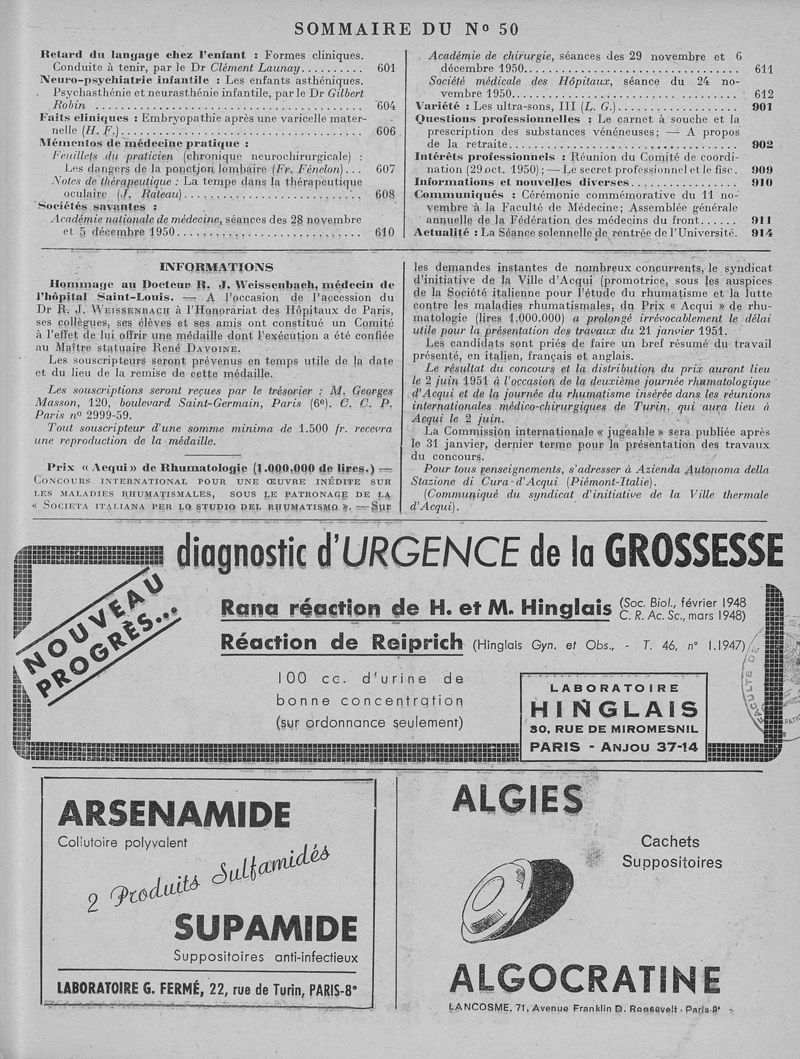 SOMMAIRE DU Nº 50
Retard du langage chez l'enfant : Formes cliniques.
Conduite à tenir, par le Dr Clément Launay.......... 601
Neuro-psychiatrie infantile : Les enfants asthéniques.
Psychasthénie et neurasthénie infantile, par le Dr Gilbert
Robin .......... 604
Faits cliniques : Embryopathie après une varicelle mater-
nelle (H. F.).......... 606
Mémentos de médecine pratique :
Feuillets du praticien (chronique neurochirurgicale) :
Les dangers de la ponction lombaire (Fr. Fénelon)... 607
Notes de thérapeutique : La tempe dans la thérapeutique
oculaire (J. Rateau).......... 608
Sociétés savantes :
Académie nationale de médecine, séances des 28 novembre
et 5 décembre 1950.......... 610
Académie de chirurgie, séances des 29 novembre et 6
décembre 1950.......... 611
Société médicale des Hôpitaux, séance du 24 no-
vembre 1950.......... 612
Variété : Les ultra-sons, III (L. G.).......... 901
Questions professionnelles : Le carnet à souche et la
prescription des substances vénéneuses; — A propos
de la retraite.......... 902
Intérêts professionnels : Réunion du Comité de coordi-
nation (29 oct. 1950) ; — Le secret professionnel et le fisc. 909
Informations et nouvelles diverses.......... 910
Communiqués : Cérémonie commémorative du 11 no-
vembre à la Faculté de Médecine; Assemblée générale
annuelle de la Fédération des médecins du front...... 911
Actualité : La Séance solennelle de rentrée de l'Université. 914
INFORMATIONS
Hommage au Docteur R. J. Weissenbach, médecin de
l'hôpital Saint-Louis. — A l'occasion de l'accession du
Dr R. J. WEISSENBACH à l'Honorariat des Hôpitaux de Paris,
ses collègues, ses élèves et ses amis ont constitué un Comité
à l'effet de lui offrir une médaille dont l'exécution a été confiée
au Maître statuaire René DAVOINE.
Les souscripteurs seront prévenus en temps utile de la date
et du lieu de la remise de cette médaille.
Les souscriptions seront reçues par le trésorier : M. Georges
Masson, 120, boulevard Saint-Germain, Paris (6e). C. C. P.
Paris nº 2999-59.
Tout souscripteur d'une somme minima de 1.500 fr. recevra
une reproduction de la médaille.
Prix « Acqui » de Rhumatologie (1.000.000 de lires.) —
CONCOURS INTERNATIONAL POUR UNE ŒUVRE INÉDITE SUR
LES MALADIES RHUMATISMALES, SOUS LE PATRONAGE DE LA
« SOCIETA ITALIANA PER LO STUDIO DEL RHUMATISMO ». — Sur
les demandes instantes de nombreux concurrents, le syndicat
d'initiative de la Ville d'Acqui (promotrice, sous les auspices
de la Société italienne pour l'étude du rhumatisme et la lutte
contre les maladies rhumatismales, du Prix « Acqui » de rhu-
matologie (lires 1.000.000) a prolongé irrévocablement le délai
utile pour la présentation des travaux du 21 janvier 1951.
Les candidats sont priés de faire un bref résumé du travail
présenté, en italien, français et anglais.
Le résultat du concours et la distribution du prix auront lieu
le 2 juin 1951 à l'occasion de la deuxième journée rhumatologique
d'Acqui et de la journée du rhumatisme insérée dans les réunions
internationales médico-chirurgiques de Turin, qui aura lieu à
Acqui le 2 juin.
La Commission internationale « jugeable » sera publiée après
le 31 janvier, dernier terme pour la présentation des travaux
du concours.
Pour tous renseignements, s'adresser à Azienda Autonoma della
Stazione di Cura-d'Acqui (Piémont-Italie).
(Communiqué du syndicat d'initiative de la Ville thermale
d'Acqui).
diagnostic d'URGENCE de la GROSSESSE
NOUVEAU
PROGRÈS...
Rana réaction de H. et M. Hinglais (Soc. Biol., février 1948
C. R. Ac. Sc., mars 1948)
Réaction de Reiprich (Hinglais Gyn. et Obs., - T. 46, nº 1.1947)
100 cc. d'urine de
bonne concentration
(sur ordonnance seulement)
LABORATOIRE
HINGLAIS
30, RUE DE MIROMESNIL
PARIS - ANJOU 37-14
ARSENAMIDE
Collutoire polyvalent
2 Produits Sulfamidés
SUPAMIDE
Suppositoires anti-infectieux
LABORATOIRE G. FERMÉ, 22, rue de Turin, PARIS-8e
ALGIES
Cachets
Suppositoires
ALGOCRATINE
LANCOSME, 71, Avenue Franklin D. Roosevelt - Paris-8e